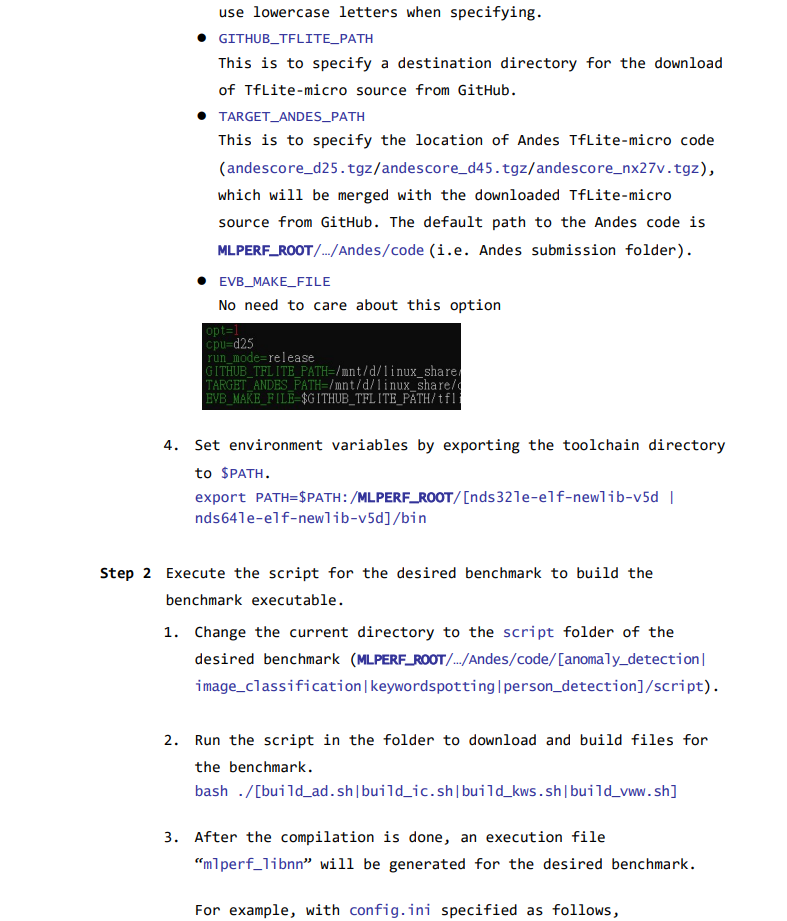 use lowercase letters when specifying.
● GITHUB_TFLITE_PATH
This is to specify a destination directory for the download
of TfLite-micro source from GitHub.
● TARGET_ANDES_PATH
This is to specify the location of Andes TfLite-micro code
(andescore_d25.tgz/andescore_d45.tgz/andescore_nx27v.tgz),
which will be merged with the downloaded TfLite-micro
source from GitHub. The default path to the Andes code is
MLPERF_ROOT/…/Andes/code (i.e. Andes submission folder).
● EVB_MAKE_FILE
No need to care about this option
opt=1
cpu=d25
run_mode=release
GITHUB_TFLITE_PATH=/mnt/d/linux_share/
TARGET_ANDES_PATH=/mnt/d/linux_share/
EVB_MAKE_FILE=$GITHUB_TFLITE_PATH/tfli
4. Set environment variables by exporting the toolchain directory
to $PATH.
export PATH=$PATH:/MLPERF_ROOT/[nds32le-elf-newlib-v5d |
nds64le-elf-newlib-v5d]/bin
Step 2 Execute the script for the desired benchmark to build the
benchmark executable.
1. Change the current directory to the script folder of the
desired benchmark (MLPERF_ROOT/…/Andes/code/[anomaly_detection|
image_classification|keywordspotting|person_detection]/script).
2. Run the script in the folder to download and build files for
the benchmark.
bash ./[build_ad.sh|build_ic.sh|build_kws.sh|build_vww.sh]
3. After the compilation is done, an execution file
“mlperf_libnn” will be generated for the desired benchmark.
For example, with config.ini specified as follows,